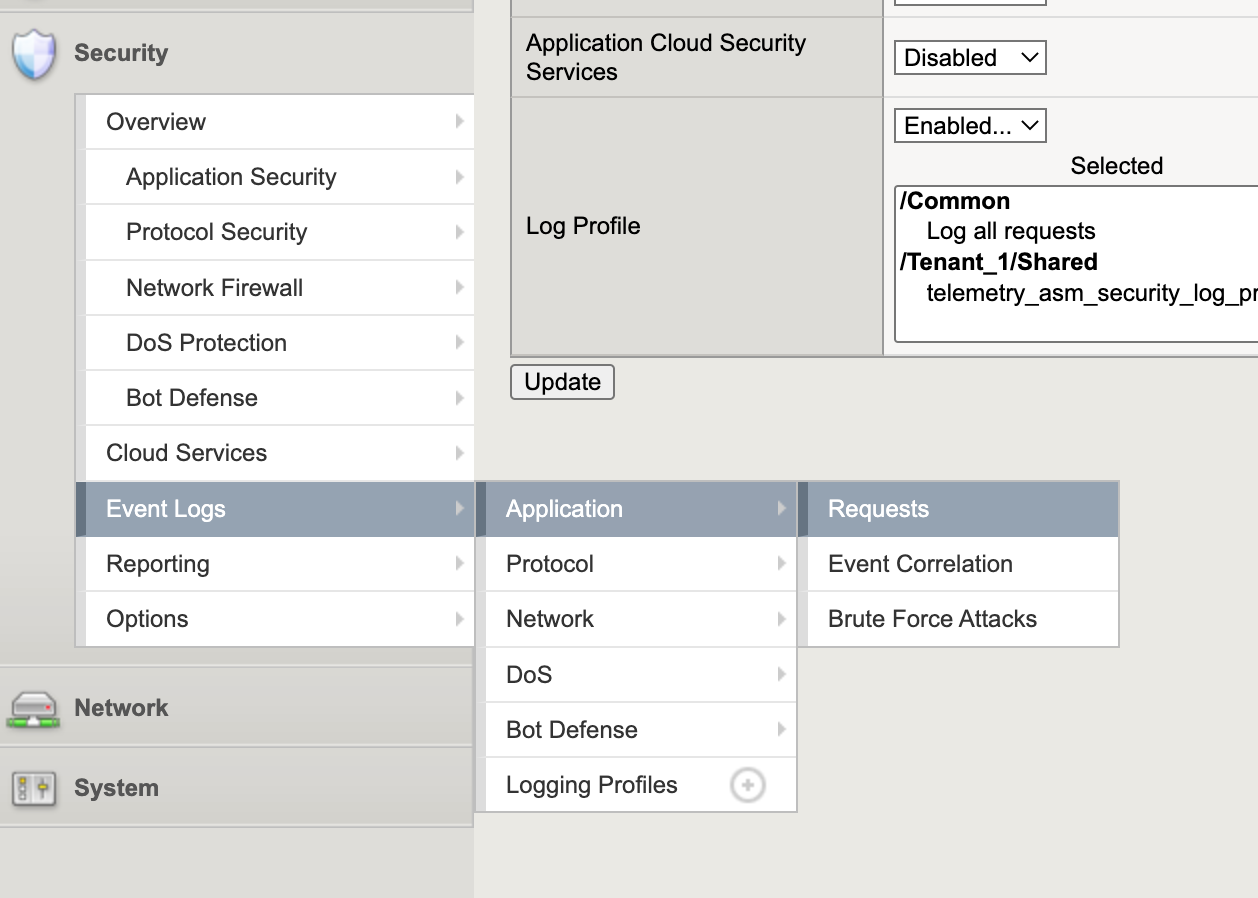 Security
Overview
Application Security
Protocol Security
Network Firewall
DoS Protection
Bot Defense
Cloud Services
Event Logs
Reporting
Options
Network
System
Application
Protocol
Network
DoS
Bot Defense
Logging Profiles
Requests
Event Correlation
Brute Force Attacks
Application Cloud Security
Services
Disabled
Log Profile
Enabled...
Selected
/Common
Log all requests
/Tenant_1/Shared
telemetry_asm_security_log_pr
Update